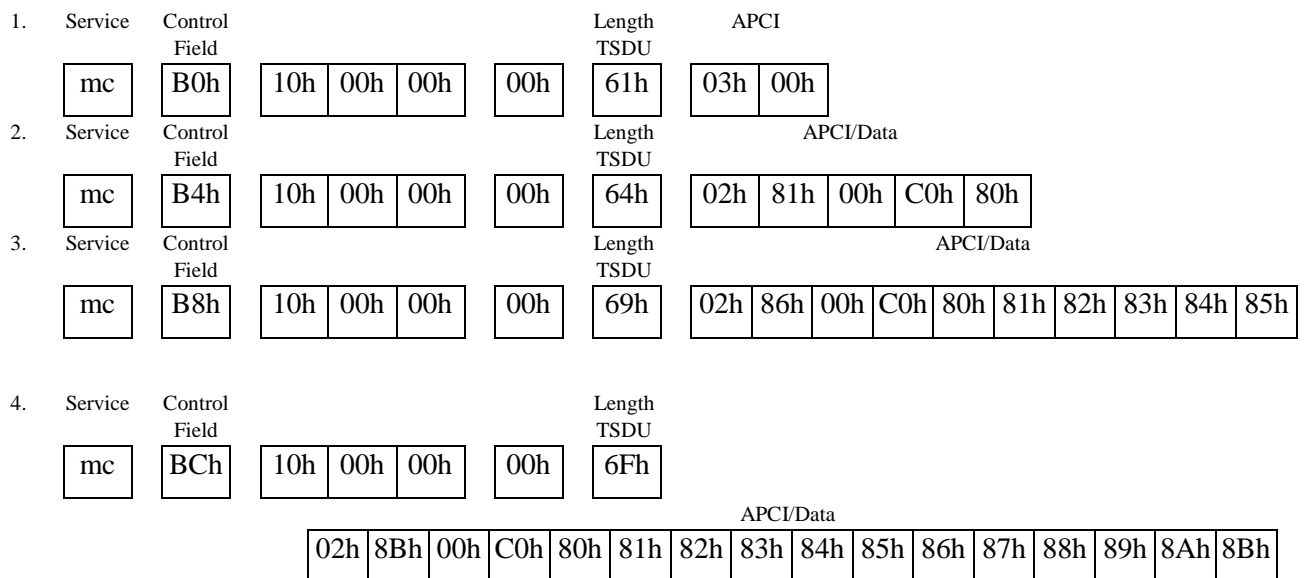 1. Service Control Length APCI
Field TSDU
mc B0h 10h 00h 00h 00h 61h 03h 00h
2. Service Control Length APCI/Data
Field TSDU
mc B4h 10h 00h 00h 00h 64h 02h 81h 00h C0h 80h
3. Service Control Length APCI/Data
Field TSDU
mc B8h 10h 00h 00h 00h 69h 02h 86h 00h C0h 80h 81h 82h 83h 84h 85h
4. Service Control Length
Field TSDU
mc BCh 10h 00h 00h 00h 6Fh
APCI/Data
02h 8Bh 00h C0h 80h 81h 82h 83h 84h 85h 86h 87h 88h 89h 8Ah 8Bh